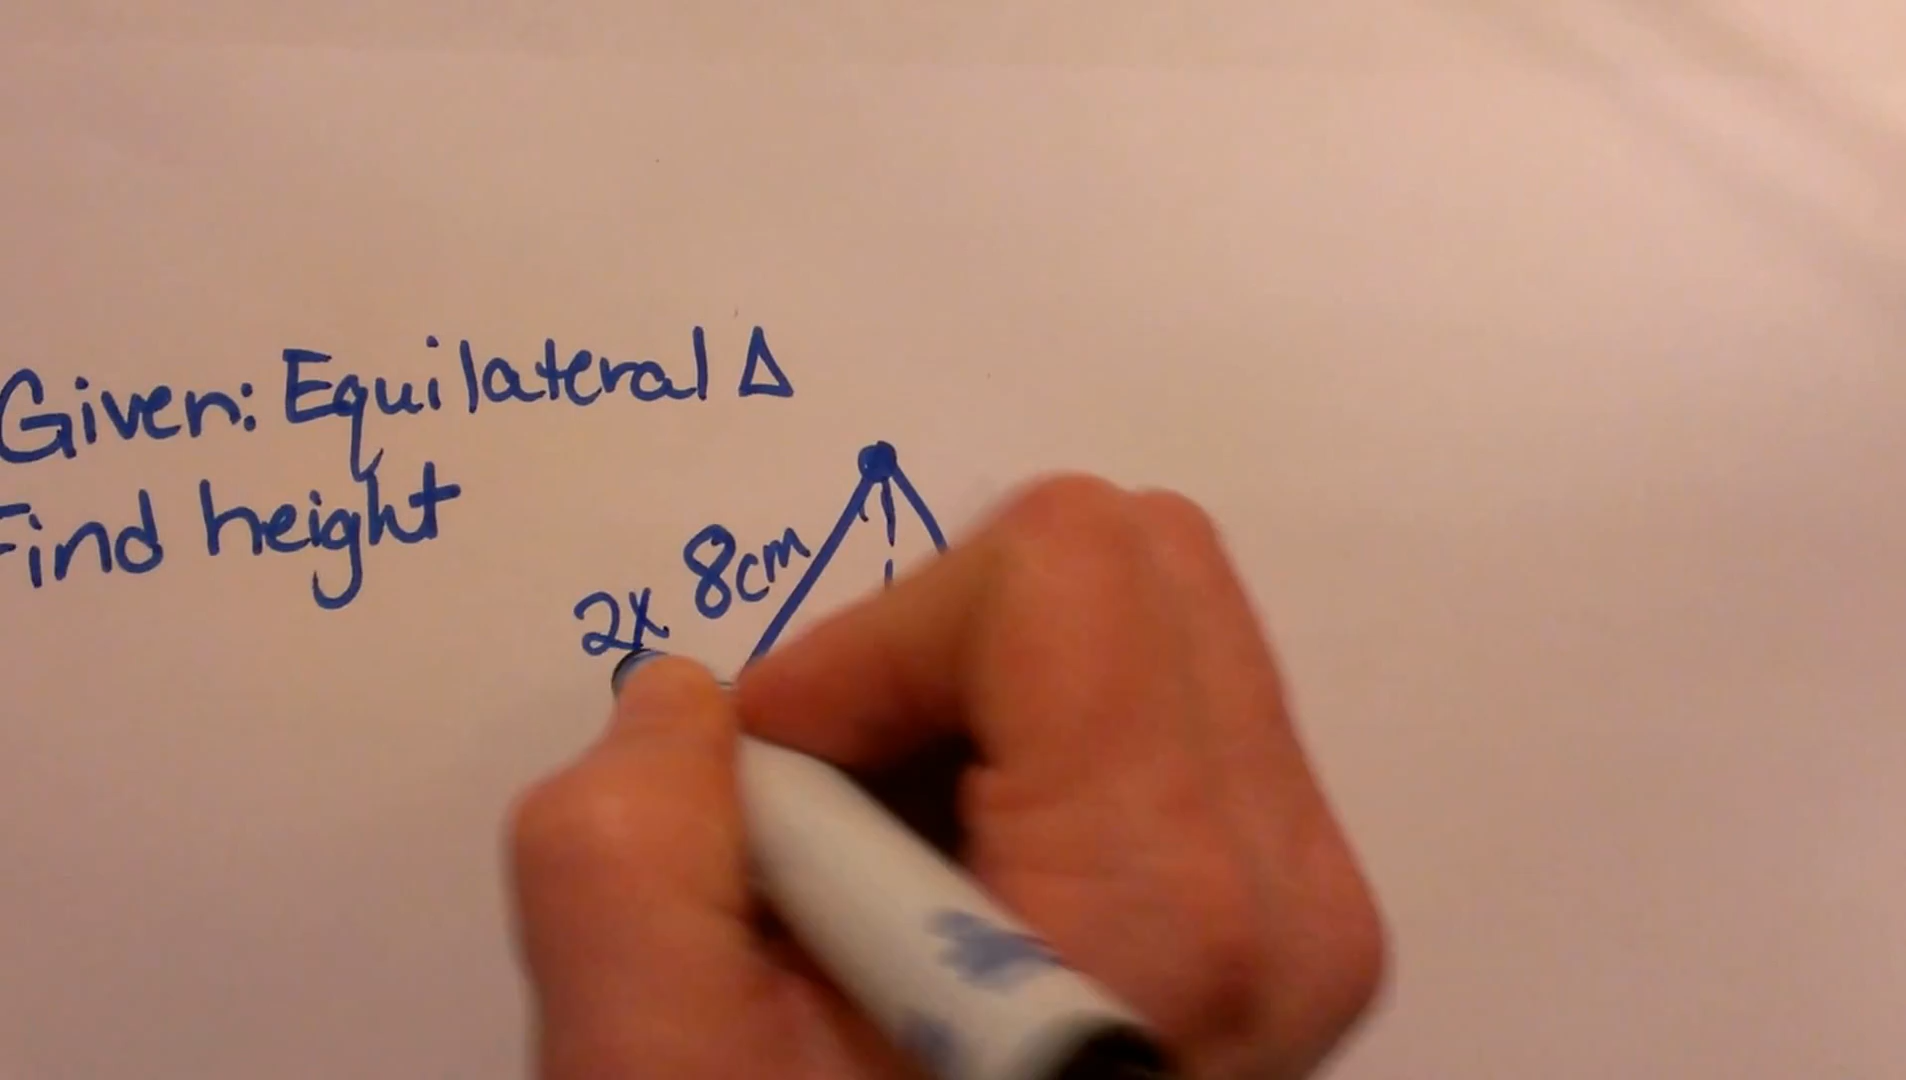 Given: Equilateral Δ
Find height
8cm
2x